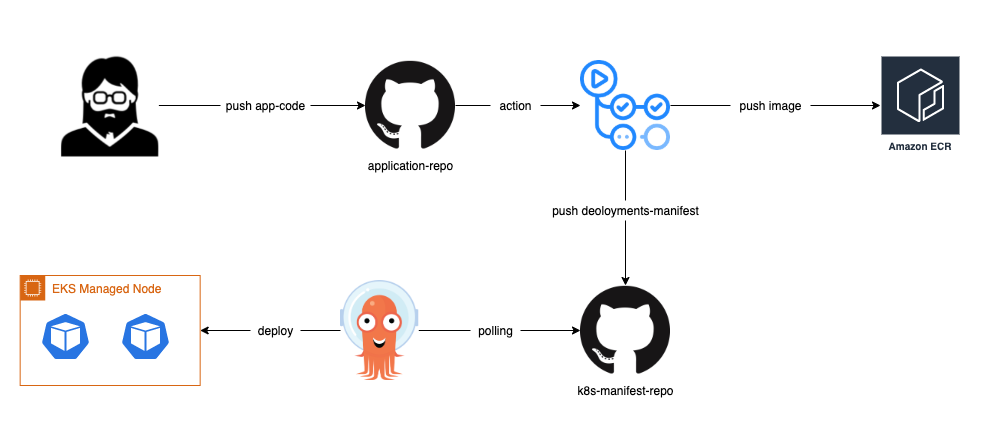 push app-code
action
push image
application-repo
Amazon ECR
push deoloyments-manifest
EKS Managed Node
deploy
polling
k8s-manifest-repo